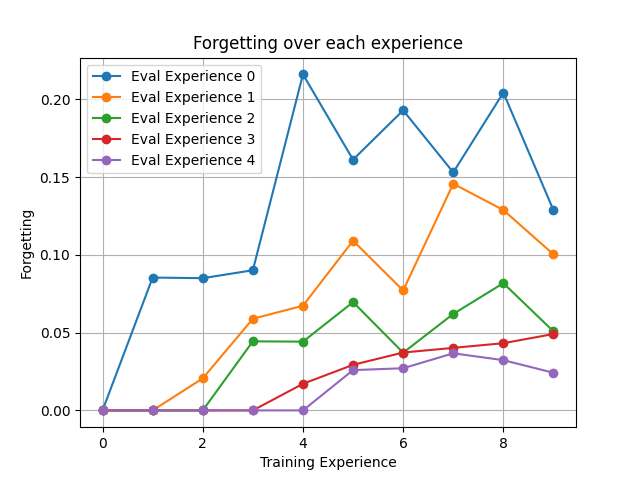 Forgetting over each experience
Eval Experience 0
Eval Experience 1
Eval Experience 2
Eval Experience 3
Eval Experience 4
Forgetting
0.20
0.15
0.10
0.05
0.00
0 2 4 6 8
Training Experience